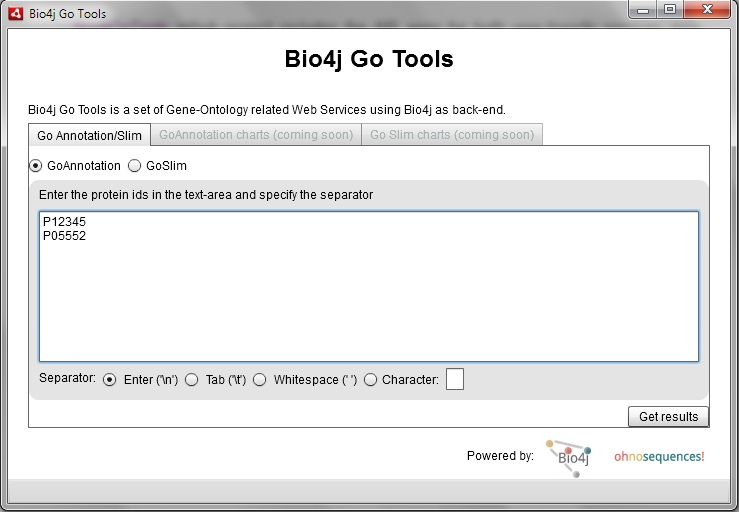 Bio4j Go Tools
Bio4j Go Tools
Bio4j Go Tools is a set of Gene-Ontology related Web Services using Bio4j as back-end.
Go Annotation/Slim GoAnnotation charts (coming soon) Go Slim charts (coming soon)
GoAnnotation GoSlim
Enter the protein ids in the text-area and specify the separator
P12345
P05552
Separator: Enter ('\n') Tab ('\t') Whitespace (' ') Character:
Get results
Powered by: Bio4j ohnosequences!